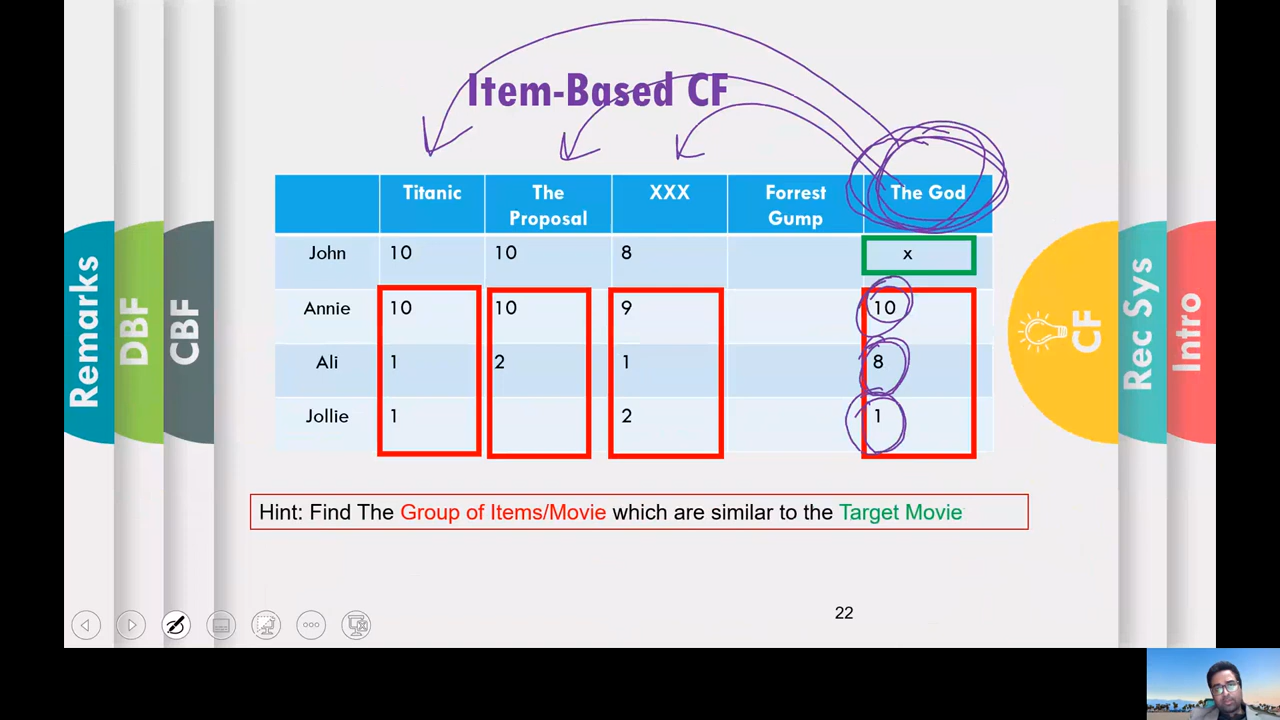 Item-Based CF
Titanic The Proposal XXX Forrest Gump The God
John 10 10 8 x
Annie 10 10 9 10
Ali 1 2 1 8
Jollie 1 2 1
Hint: Find The Group of Items/Movie which are similar to the Target Movie
22
Remarks
DBF
CBF
CF
Rec Sys
Intro